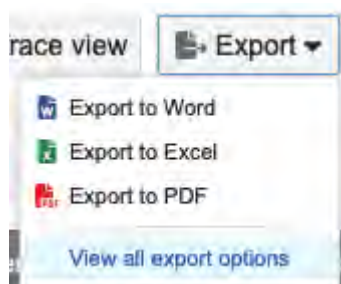 race view Export
Export to Word
Export to Excel
Export to PDF
View all export options